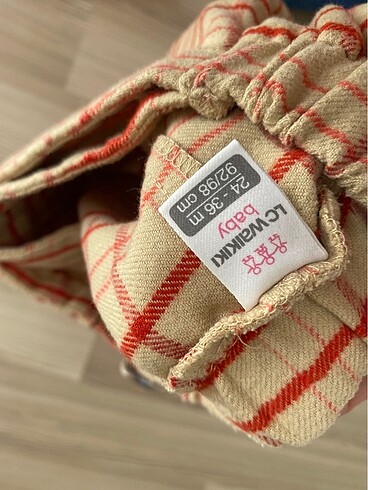 LC WAIKIKI
baby
24 - 36 m
92/98 cm